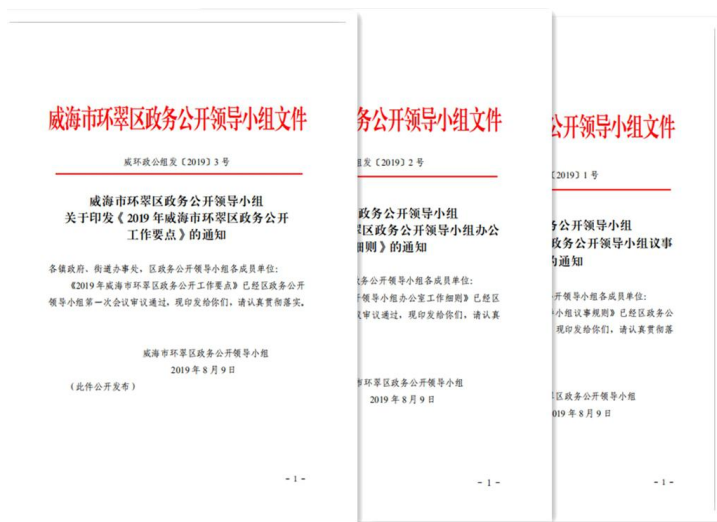 威海市环翠区政务公开领导小组文件
威环政公组发〔2019〕3号
威海市环翠区政务公开领导小组
关于印发《2019年威海市环翠区政务公开
工作要点》的通知
各镇政府、街道办事处，区政务公开领导小组各成员单位：
《2019年威海市环翠区政务公开工作要点》已经区政务公开
领导小组第一次会议审议通过，现印发给你们，请认真贯彻落实。
威海市环翠区政务公开领导小组
2019年8月9日
（此件公开发布）
- 1 -
务公开领导小组文件
组发〔2019〕2号
政务公开领导小组
区政务公开领导小组办公
细则》的通知
务公开领导小组各成员单位：
开领导小组办公室工作细则》已经区
议审议通过，现印发给你们，请认真
市环翠区政务公开领导小组
2019年8月9日
- 1 -
公开领导小组文件
〔2019〕1号
公开领导小组
政务公开领导小组议事
的通知
开领导小组各成员单位：
小组议事规则》已经区政务公
现印发给你们，请认真贯彻落
区政务公开领导小组
2019年8月9日
- 1 -